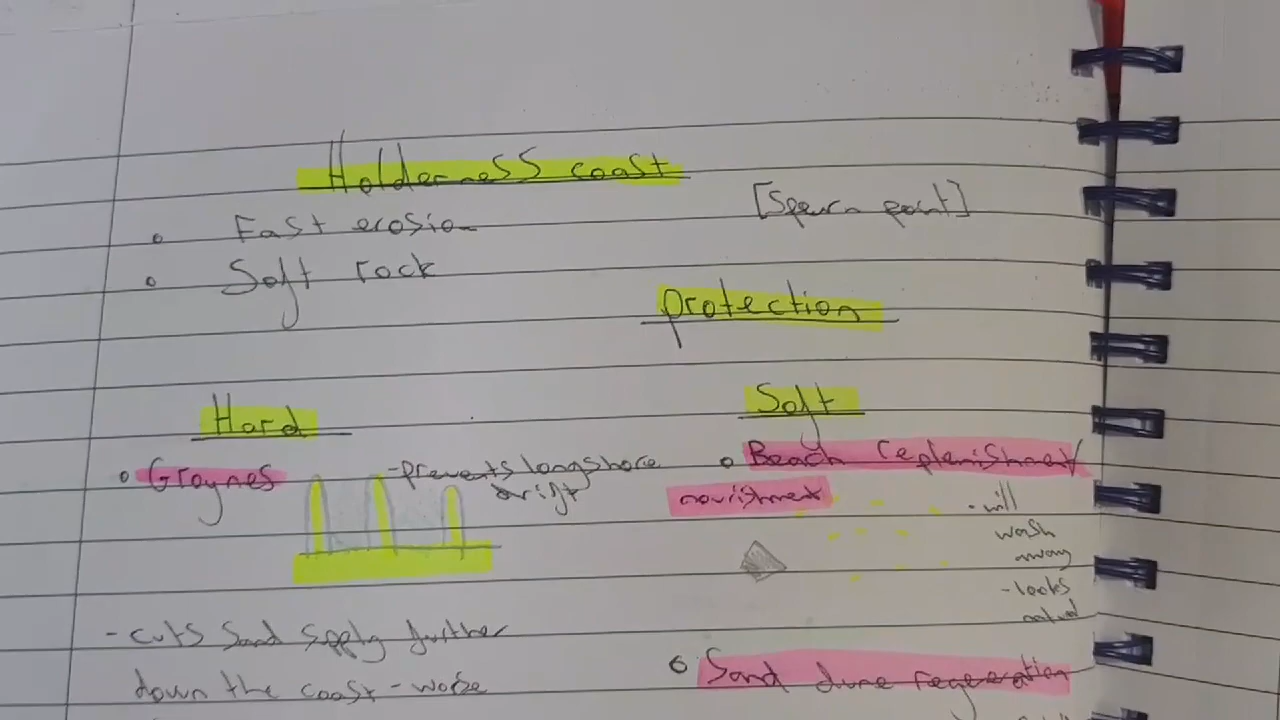 Holderness coast
[Spurn point]
• Fast erosion
• Soft rock
protection
Hard
• Groynes
- prevents longshore
drift
- cuts sand supply further
down the coast - worse
Soft
• Beach replenishment/
nourishment
- will
wash
away
- looks
natural
• Sand dune regeneration